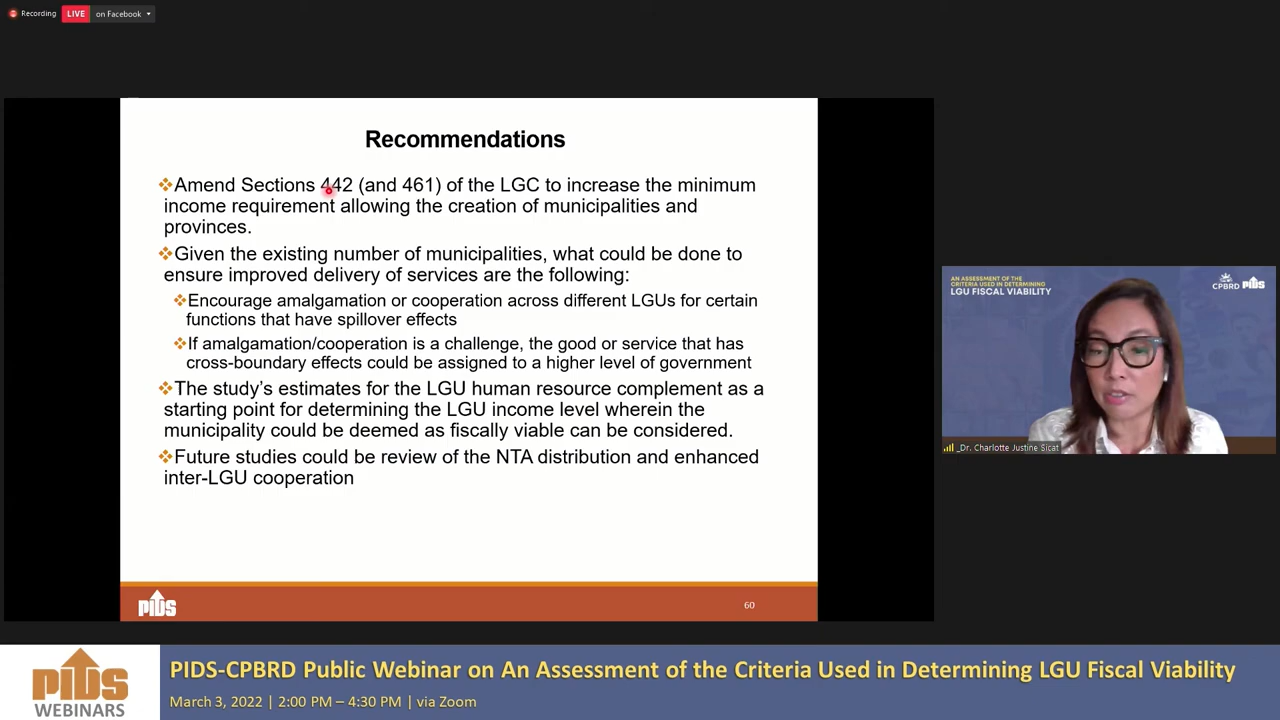 Recording
LIVE
on Facebook
Recommendations
❖Amend Sections 442 (and 461) of the LGC to increase the minimum
income requirement allowing the creation of municipalities and
provinces.
❖Given the existing number of municipalities, what could be done to
ensure improved delivery of services are the following:
❖Encourage amalgamation or cooperation across different LGUs for certain
functions that have spillover effects
❖If amalgamation/cooperation is a challenge, the good or service that has
cross-boundary effects could be assigned to a higher level of government
❖The study's estimates for the LGU human resource complement as a
starting point for determining the LGU income level wherein the
municipality could be deemed as fiscally viable can be considered.
❖Future studies could be review of the NTA distribution and enhanced
inter-LGU cooperation
PIDS
60
AN ASSESSMENT OF THE
CRITERIA USED IN DETERMINING
LGU FISCAL VIABILITY
CPBRD PIDS
_Dr. Charlotte Justine Sicat
PIDS
WEBINARS
PIDS-CPBRD Public Webinar on An Assessment of the Criteria Used in Determining LGU Fiscal Viability
March 3, 2022 | 2:00 PM – 4:30 PM | via Zoom